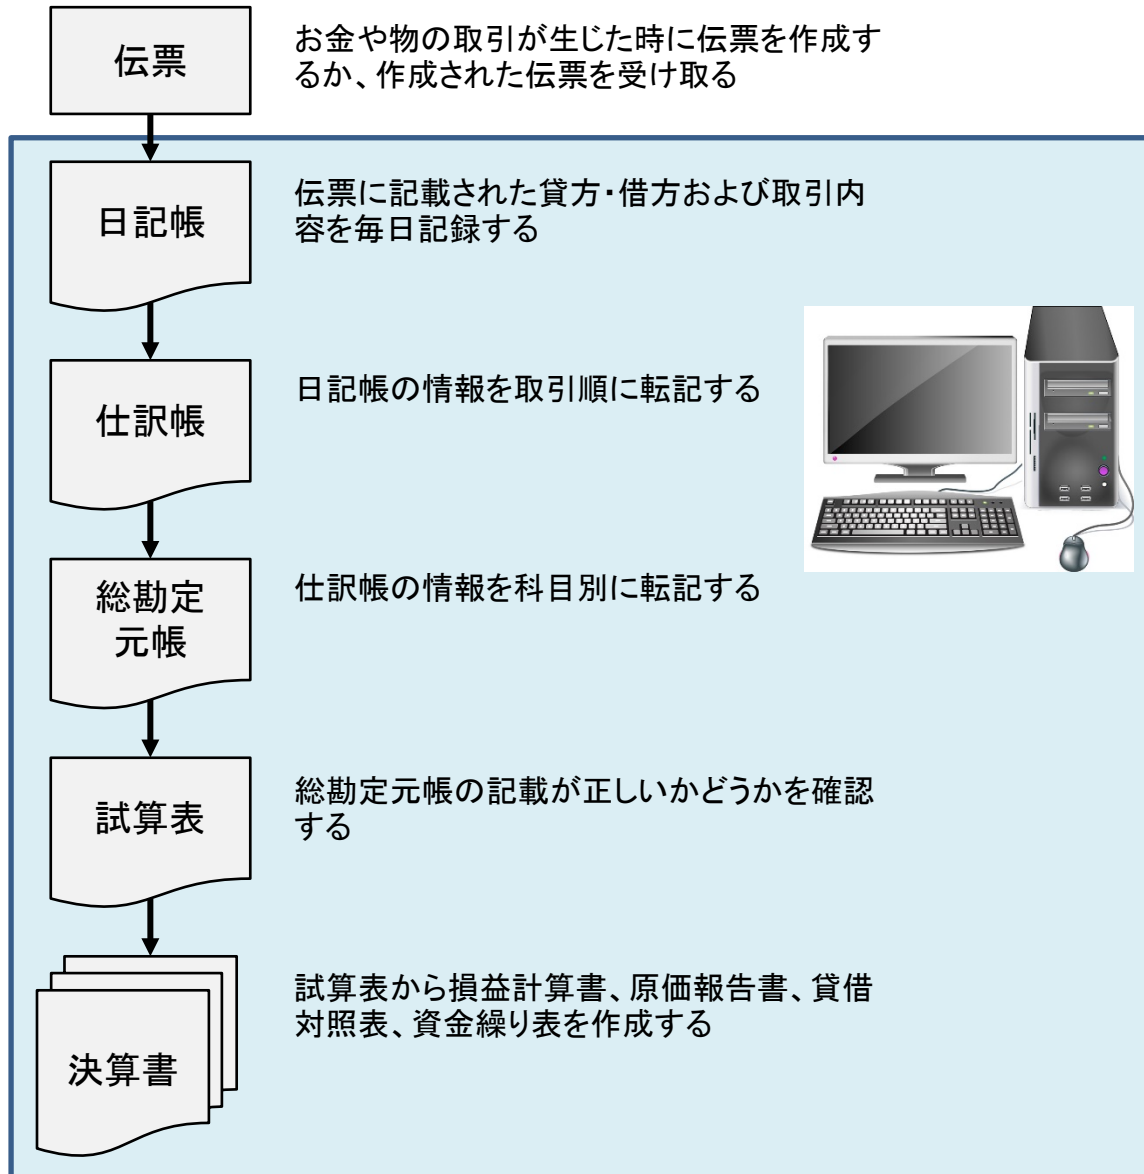 伝票
お金や物の取引が生じた時に伝票を作成す
るか、作成された伝票を受け取る
日記帳
伝票に記載された貸方・借方および取引内
容を毎日記録する
仕訳帳
日記帳の情報を取引順に転記する
総勘定
元帳
仕訳帳の情報を科目別に転記する
試算表
総勘定元帳の記載が正しいかどうかを確認
する
決算書
試算表から損益計算書、原価報告書、貸借
対照表、資金繰り表を作成する